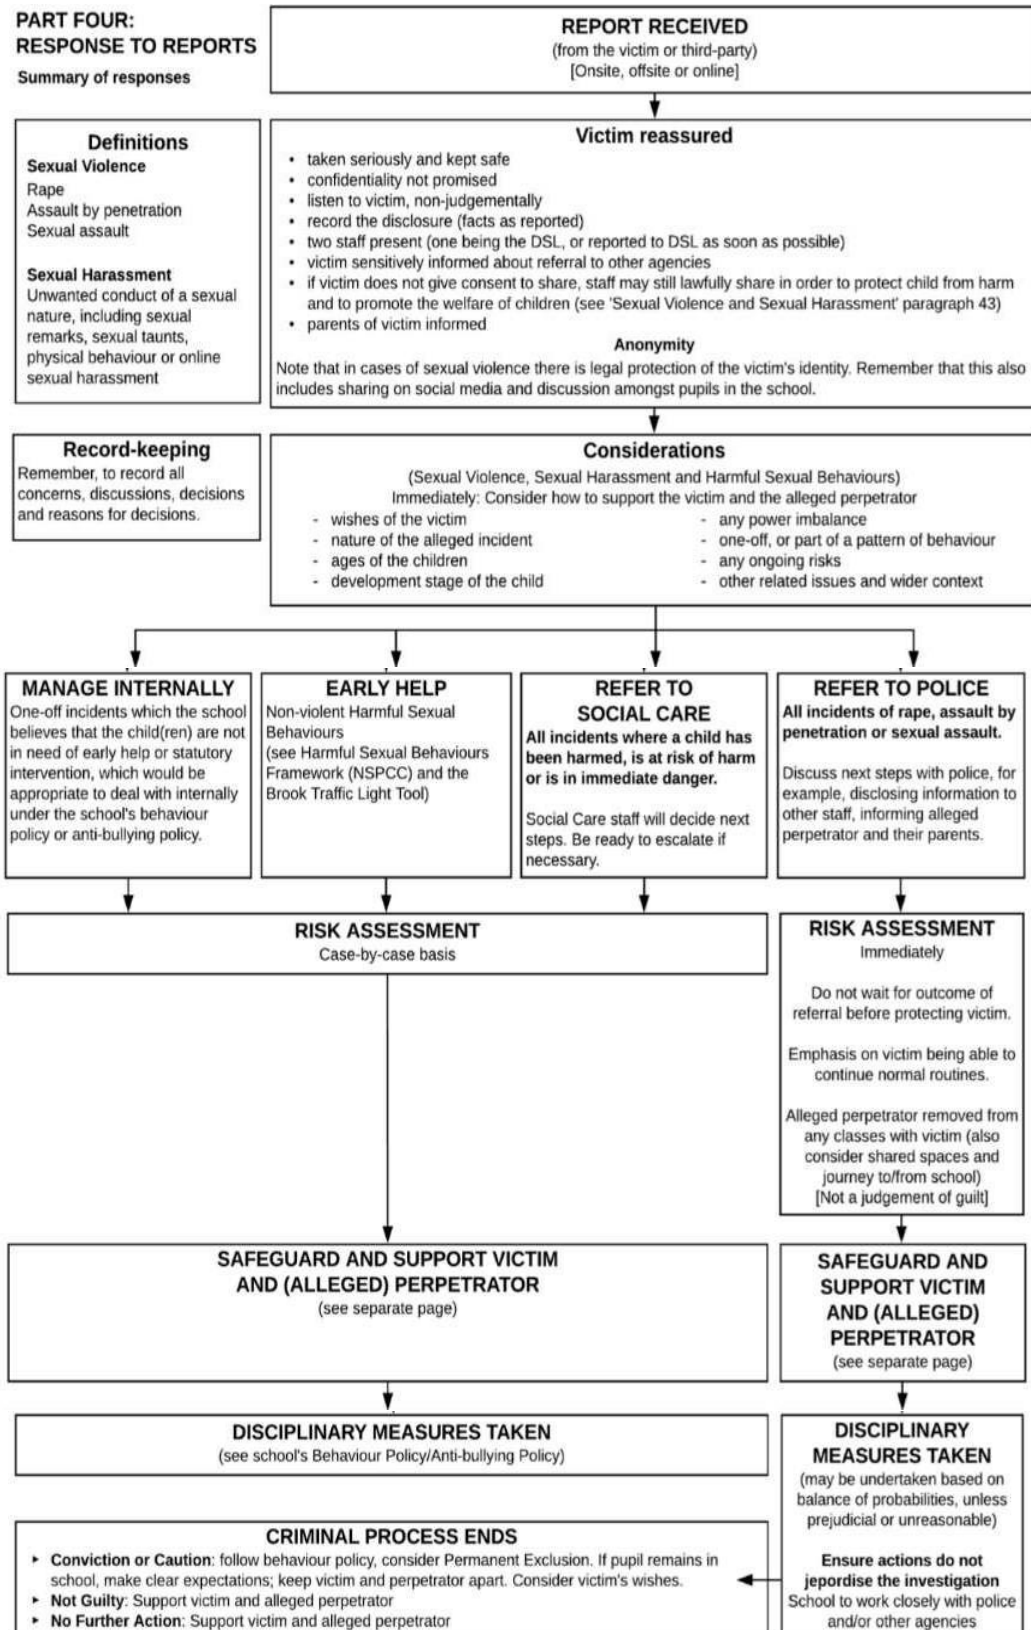 PART FOUR:
RESPONSE TO REPORTS
Summary of responses
REPORT RECEIVED
(from the victim or third-party)
[Onsite, offsite or online]
Definitions
Sexual Violence
Rape
Assault by penetration
Sexual assault
Sexual Harassment
Unwanted conduct of a sexual
nature, including sexual
remarks, sexual taunts,
physical behaviour or online
sexual harassment
Victim reassured
• taken seriously and kept safe
• confidentiality not promised
• listen to victim, non-judgementally
• record the disclosure (facts as reported)
• two staff present (one being the DSL, or reported to DSL as soon as possible)
• victim sensitively informed about referral to other agencies
• if victim does not give consent to share, staff may still lawfully share in order to protect child from harm
and to promote the welfare of children (see 'Sexual Violence and Sexual Harassment' paragraph 43)
• parents of victim informed
Anonymity
Note that in cases of sexual violence there is legal protection of the victim's identity. Remember that this also
includes sharing on social media and discussion amongst pupils in the school.
Record-keeping
Remember, to record all
concerns, discussions, decisions
and reasons for decisions.
Considerations
(Sexual Violence, Sexual Harassment and Harmful Sexual Behaviours)
Immediately: Consider how to support the victim and the alleged perpetrator
- wishes of the victim
- nature of the alleged incident
- ages of the children
- development stage of the child
- any power imbalance
- one-off, or part of a pattern of behaviour
- any ongoing risks
- other related issues and wider context
MANAGE INTERNALLY
One-off incidents which the school
believes that the child(ren) are not
in need of early help or statutory
intervention, which would be
appropriate to deal with internally
under the school's behaviour
policy or anti-bullying policy.
EARLY HELP
Non-violent Harmful Sexual
Behaviours
(see Harmful Sexual Behaviours
Framework (NSPCC) and the
Brook Traffic Light Tool)
REFER TO
SOCIAL CARE
All incidents where a child has
been harmed, is at risk of harm
or is in immediate danger.
Social Care staff will decide next
steps. Be ready to escalate if
necessary.
REFER TO POLICE
All incidents of rape, assault by
penetration or sexual assault.
Discuss next steps with police, for
example, disclosing information to
other staff, informing alleged
perpetrator and their parents.
RISK ASSESSMENT
Case-by-case basis
RISK ASSESSMENT
Immediately
Do not wait for outcome of
referral before protecting victim.
Emphasis on victim being able to
continue normal routines.
Alleged perpetrator removed from
any classes with victim (also
consider shared spaces and
journey to/from school)
[Not a judgement of guilt]
SAFEGUARD AND SUPPORT VICTIM
AND (ALLEGED) PERPETRATOR
(see separate page)
SAFEGUARD AND
SUPPORT VICTIM
AND (ALLEGED)
PERPETRATOR
(see separate page)
DISCIPLINARY MEASURES TAKEN
(see school's Behaviour Policy/Anti-bullying Policy)
DISCIPLINARY
MEASURES TAKEN
(may be undertaken based on
balance of probabilities, unless
prejudicial or unreasonable)
Ensure actions do not
jepordise the investigation
School to work closely with police
and/or other agencies
CRIMINAL PROCESS ENDS
▸ Conviction or Caution: follow behaviour policy, consider Permanent Exclusion. If pupil remains in
school, make clear expectations; keep victim and perpetrator apart. Consider victim's wishes.
▸ Not Guilty: Support victim and alleged perpetrator
▸ No Further Action: Support victim and alleged perpetrator